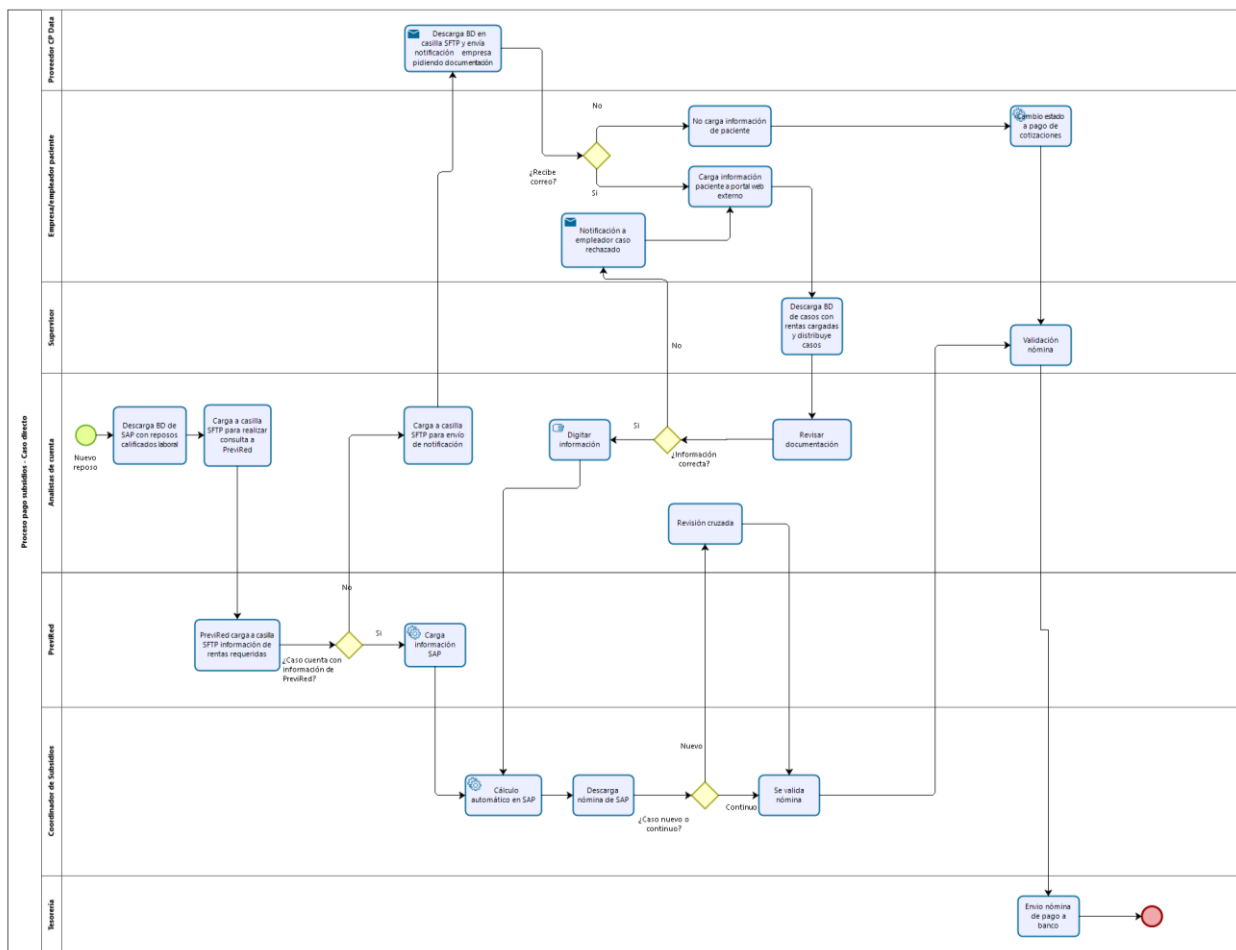 Proceso pago subsidios - Caso directo
Proveedor CP Data
Descarga BD en
casilla SFTP y envía
notificación empresa
pidiendo documentación
Empresa/empleador paciente
¿Recibe
correo?
No
Si
No carga información
de paciente
Carga información
paciente a portal web
externo
Notificación a
empleador caso
rechazado
Cambio estado
a pago de
cotizaciones
Supervisor
Descarga BD
de casos con
rentas cargadas
y distribuye
casos
Validación
nómina
No
Analistas de cuenta
Nuevo
reposo
Descarga BD de
SAP con reposos
calificados laboral
Carga a casilla
SFTP para realizar
consulta a
PreviRed
Carga a casilla
SFTP para envío
de notificación
Digitar
información
Si
¿Información
correcta?
Revisar
documentación
Revisión cruzada
PreviRed
PreviRed carga a casilla
SFTP información de
rentas requeridas
¿Caso cuenta con
información de
PreviRed?
No
Si
Carga
información
SAP
Coordinador de Subsidios
Cálculo
automático en SAP
Descarga
nómina de SAP
¿Caso nuevo o
continuo?
Nuevo
Continuo
Se valida
nómina
Tesorería
Envio nómina
de pago a
banco